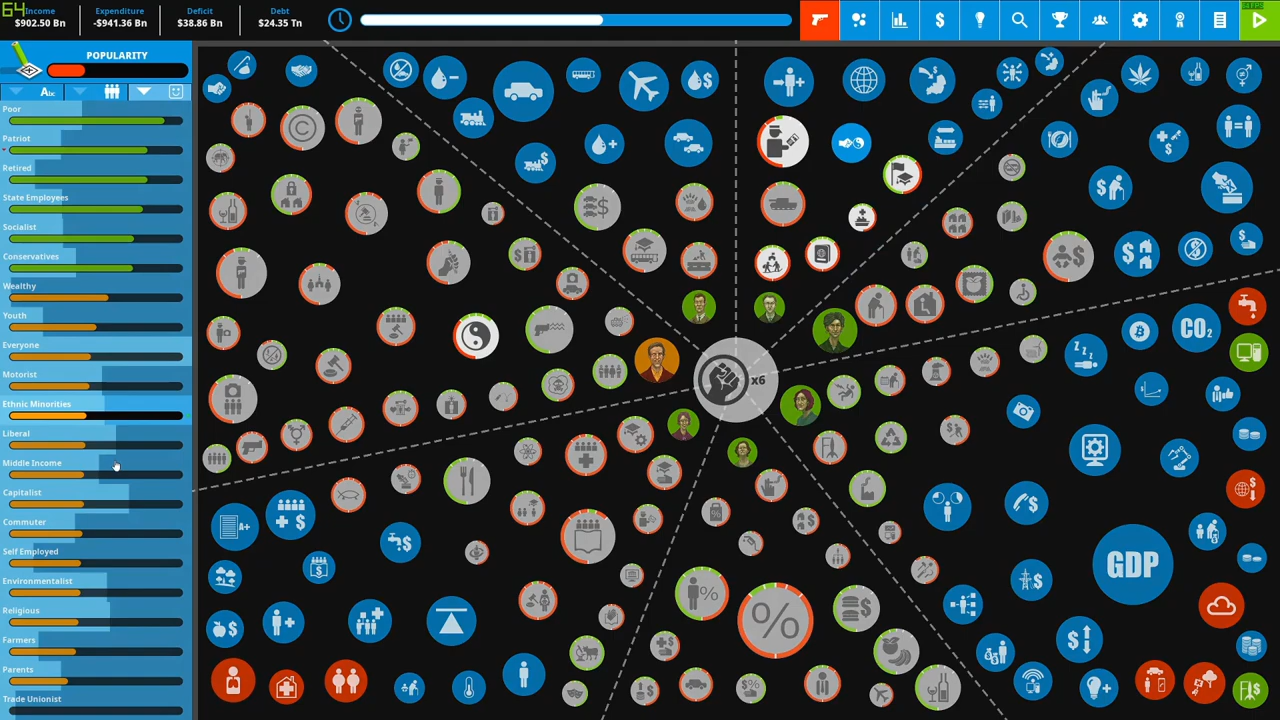 64
Income
$902.50 Bn
Expenditure
-$941.36 Bn
Deficit
$38.86 Bn
Debt
$24.35 Tn
POPULARITY
Abc
Poor
Patriot
Retired
State Employees
Socialist
Conservatives
Wealthy
Youth
Everyone
Motorist
Ethnic Minorities
Liberal
Middle Income
Capitalist
Commuter
Self Employed
Environmentalist
Religious
Farmers
Parents
Trade Unionist
x6
CO₂
GDP
A+
%
%